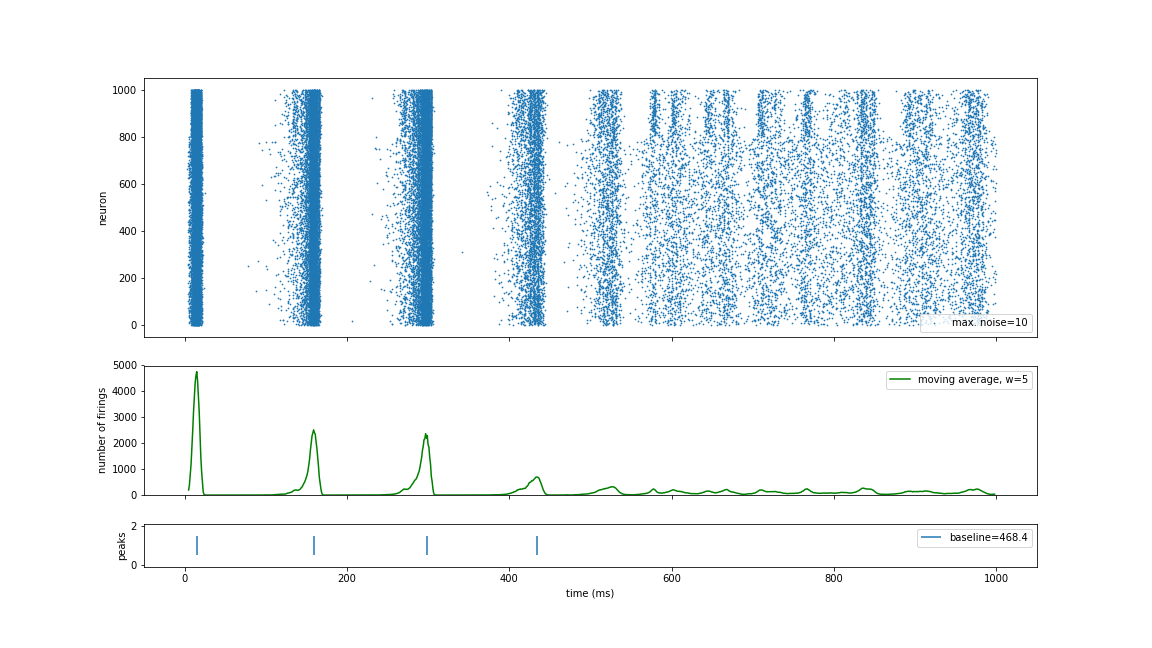 1000
800
600
400
200
0
neuron
max. noise=10
5000
4000
3000
2000
1000
0
number of firings
moving average, w=5
2
0
peaks
baseline=468.4
0 200 400 600 800 1000
time (ms)